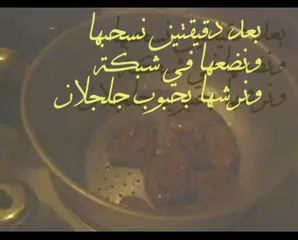 بعد دقيقتين نسحبها
ونضعها في شبكة
ونرشها بحبوب جلجلان